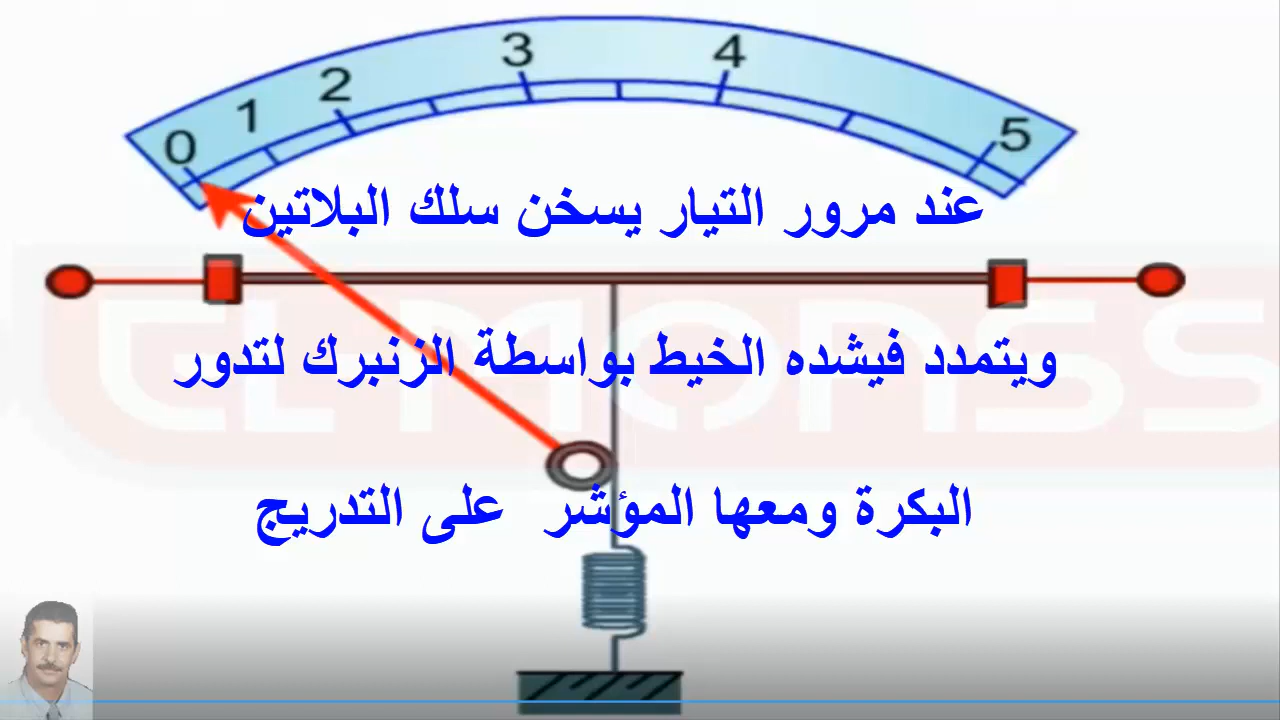 0 1 2 3 4 5
عند مرور التيار يسخن سلك البلاتين
ويتمدد فيشده الخيط بواسطة الزنبرك لتدور
البكرة ومعها المؤشر على التدريج